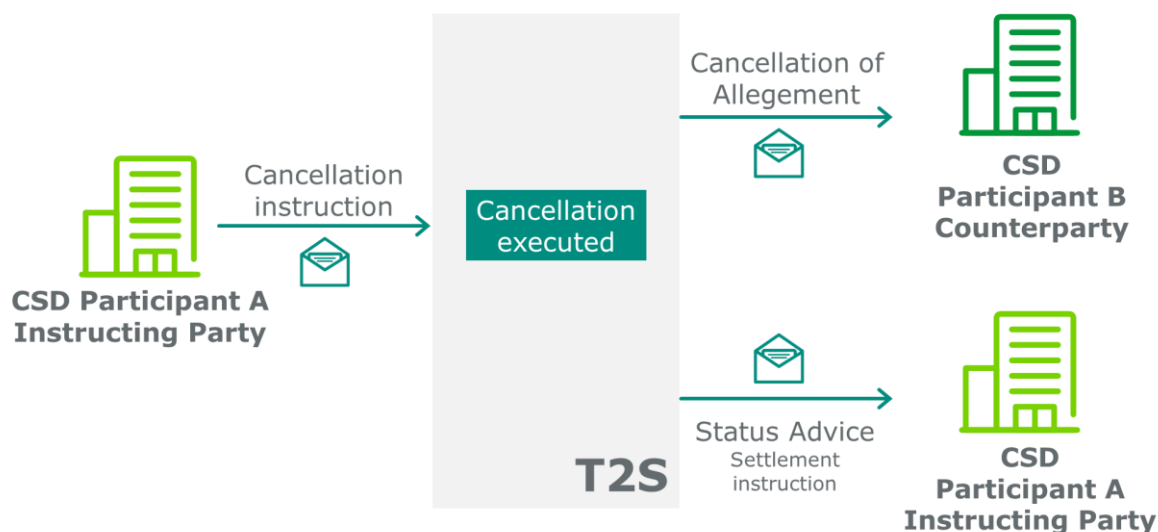 Cancellation
instruction
CSD Participant A
Instructing Party
Cancellation
executed
T2S
Cancellation of
Allegement
CSD
Participant B
Counterparty
Status Advice
Settlement
instruction
CSD
Participant A
Instructing Party